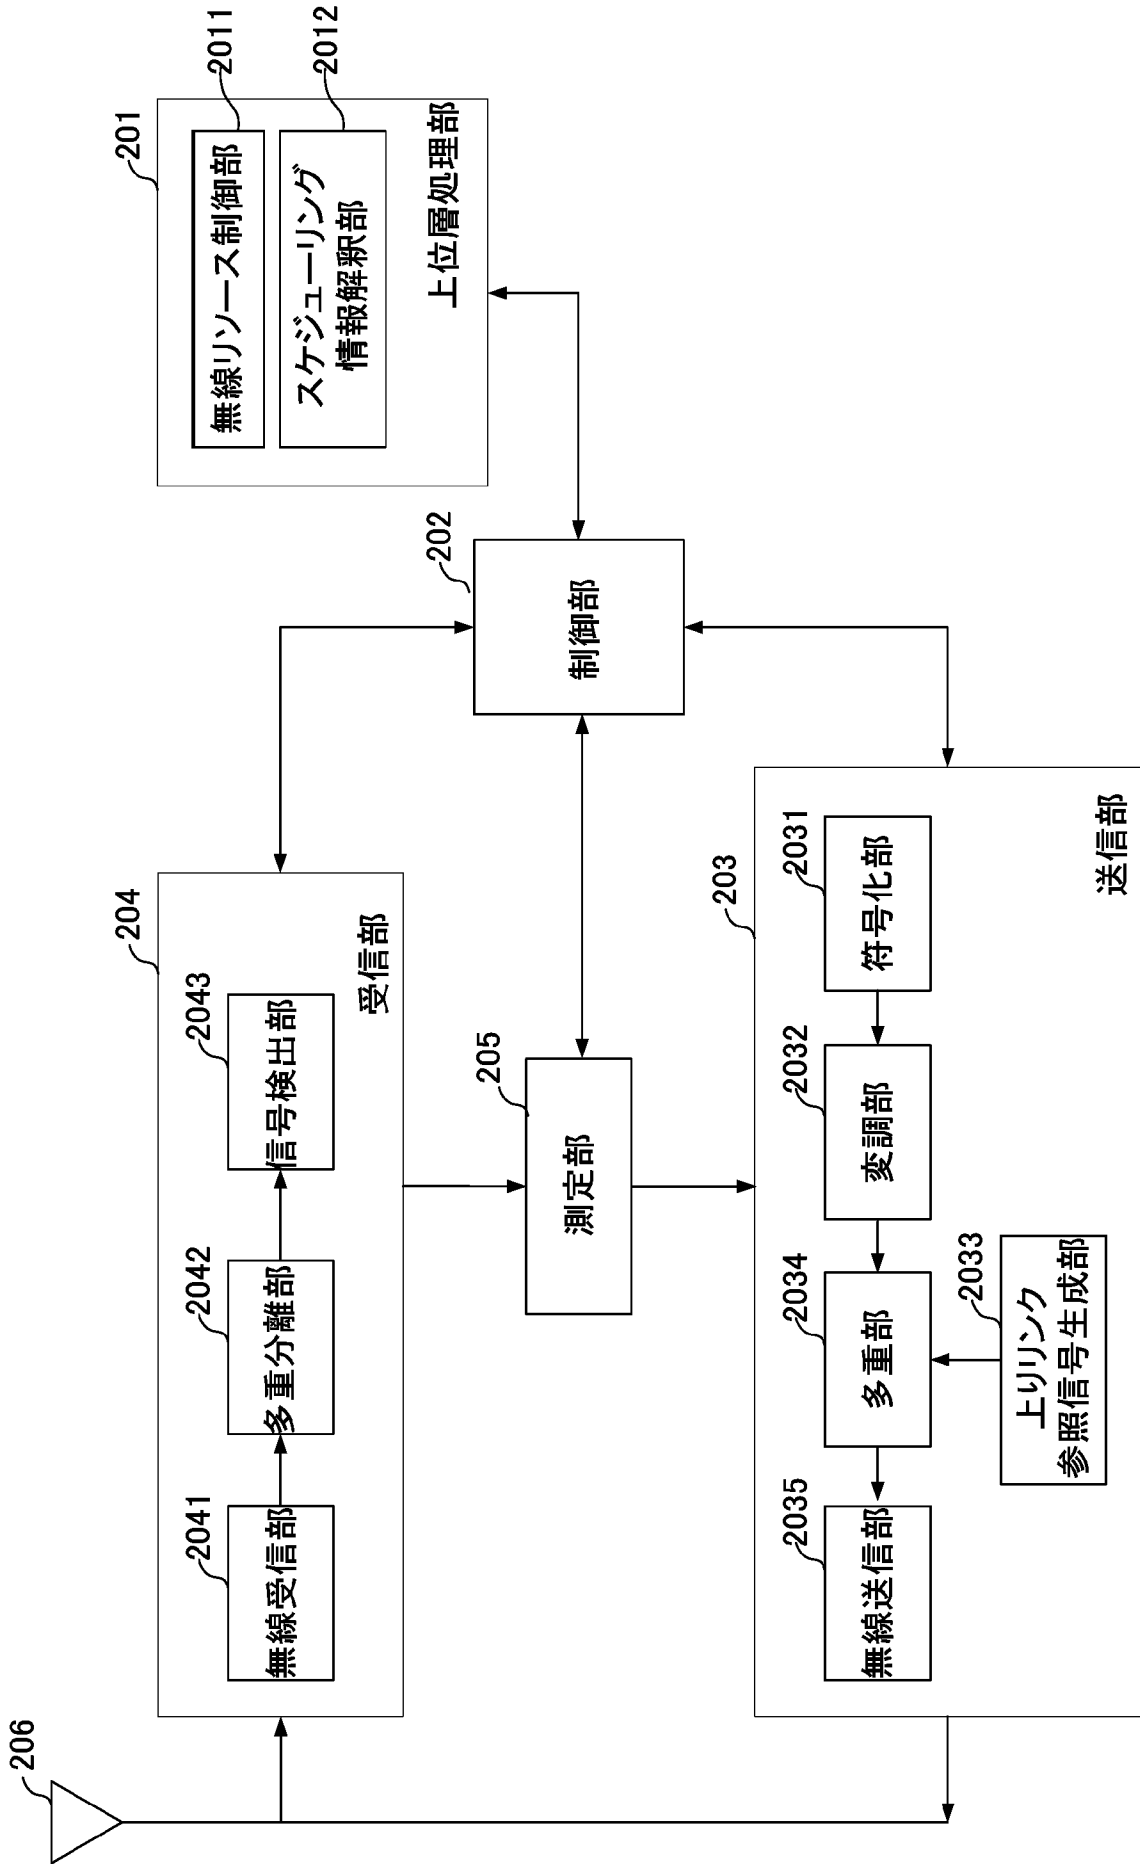 206
204
2041
無線受信部
2042
多重分離部
2043
信号検出部
受信部
205
測定部
202
制御部
201
2011
無線リソース制御部
2012
スケジューリング
情報解釈部
上位層処理部
203
2035
無線送信部
2034
多重部
2032
変調部
2031
符号化部
2033
上りリンク
参照信号生成部
送信部